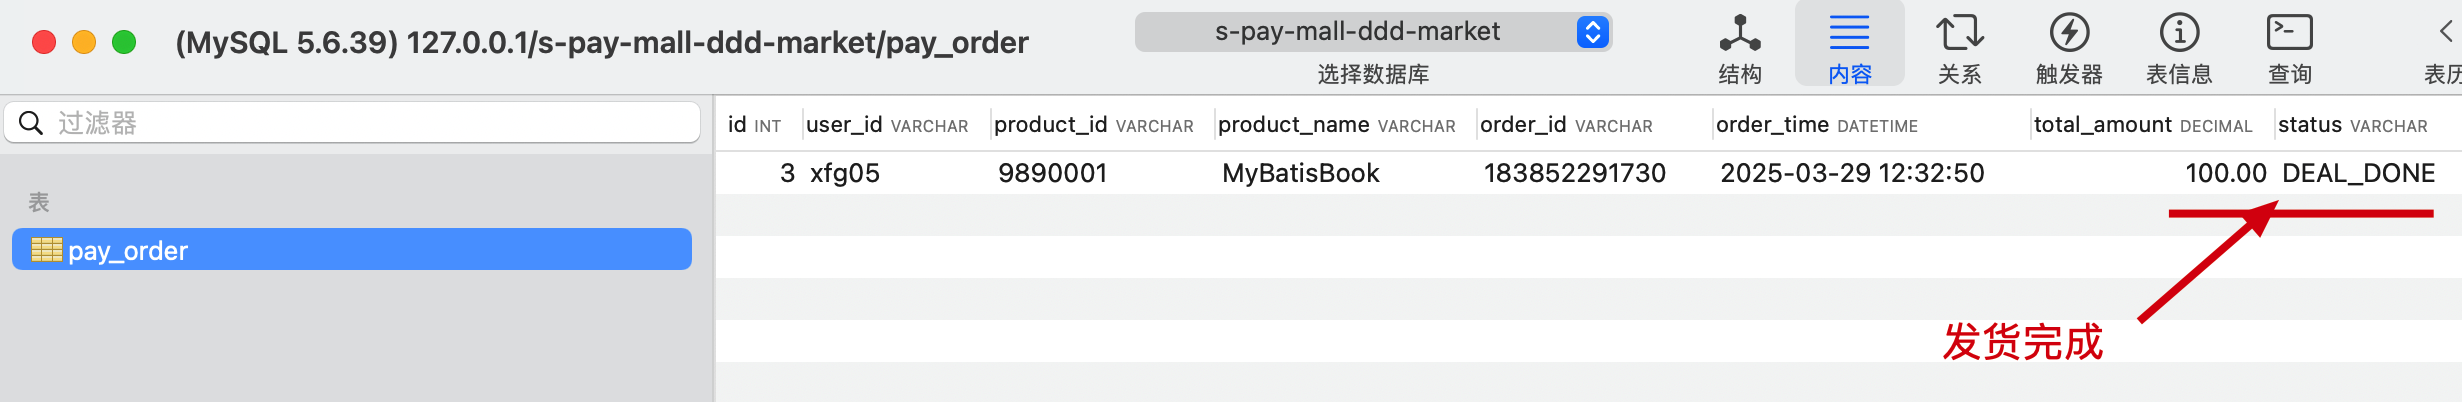 (MySQL 5.6.39) 127.0.0.1/s-pay-mall-ddd-market/pay_order
s-pay-mall-ddd-market
选择数据库
结构
内容
关系
触发器
表信息
查询
表历
过滤器
表
pay_order
id INT user_id VARCHAR product_id VARCHAR product_name VARCHAR order_id VARCHAR order_time DATETIME total_amount DECIMAL status VARCHAR
3 xfg05 9890001 MyBatisBook 183852291730 2025-03-29 12:32:50 100.00 DEAL_DONE
发货完成